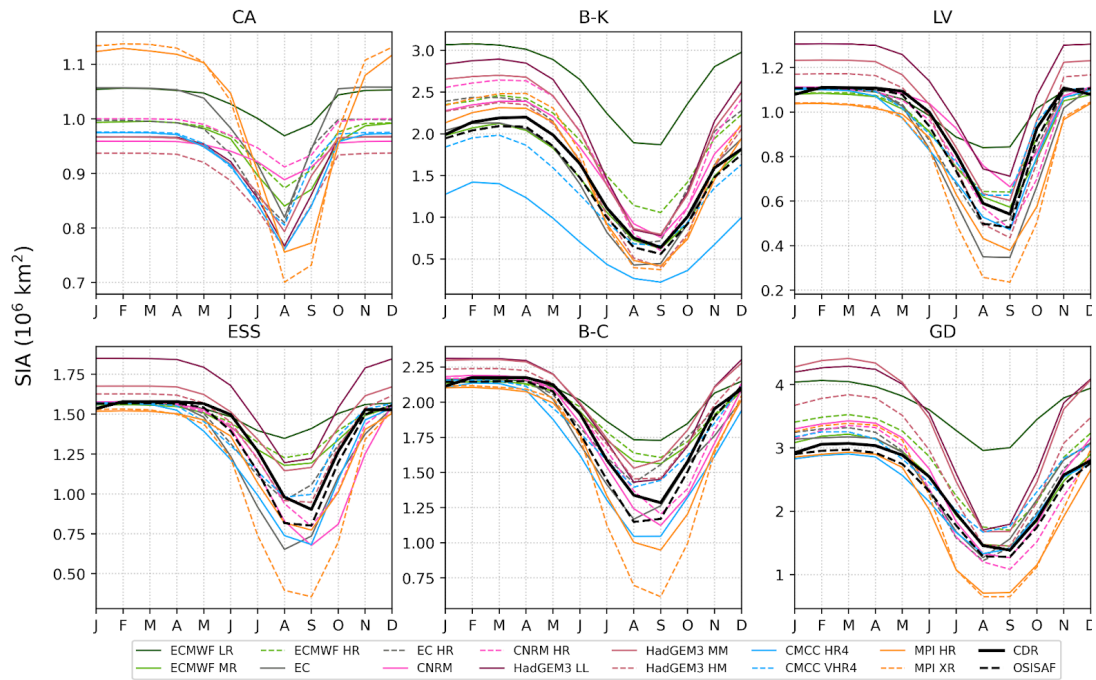 CA B-K LV
1.1 1.0 0.9 0.8 0.7
3.0 2.5 2.0 1.5 1.0 0.5
1.2 1.0 0.8 0.6 0.4 0.2
J F M A M J J A S O N D
J F M A M J J A S O N D
J F M A M J J A S O N D
SIA (10⁶ km²)
ESS B-C GD
1.75 1.50 1.25 1.00 0.75 0.50
2.25 2.00 1.75 1.50 1.25 1.00 0.75
4 3 2 1
J F M A M J J A S O N D
J F M A M J J A S O N D
J F M A M J J A S O N D
ECMWF LR ECMWF HR EC HR CNRM HR HadGEM3 MM CMCC HR4 MPI HR CDR
ECMWF MR EC CNRM HadGEM3 LL HadGEM3 HM CMCC VHR4 MPI XR OSISAF